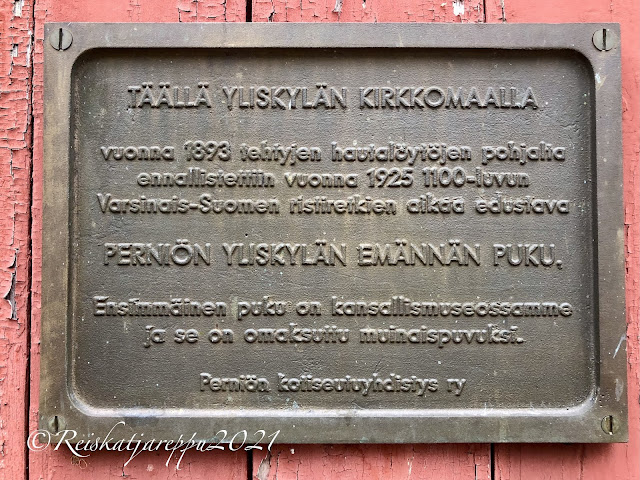 TÄÄLLÄ YLISKYLÄN KIRKKOMAALLA
vuonna 1893 tehtyjen hautalöytöjen pohjalta
ennallistettiin vuonna 1925 1100-luvun
Varsinais-Suomen ristiretkien aikaa edustava
PERNIÖN YLISKYLÄN EMÄNNÄN PUKU.
Ensimmäinen puku on kansallismuseossamme
ja se on omaksuttu muinaispuvuksi.
Perniön kotiseutuyhdistys ry
©Reiskatjareppu2021